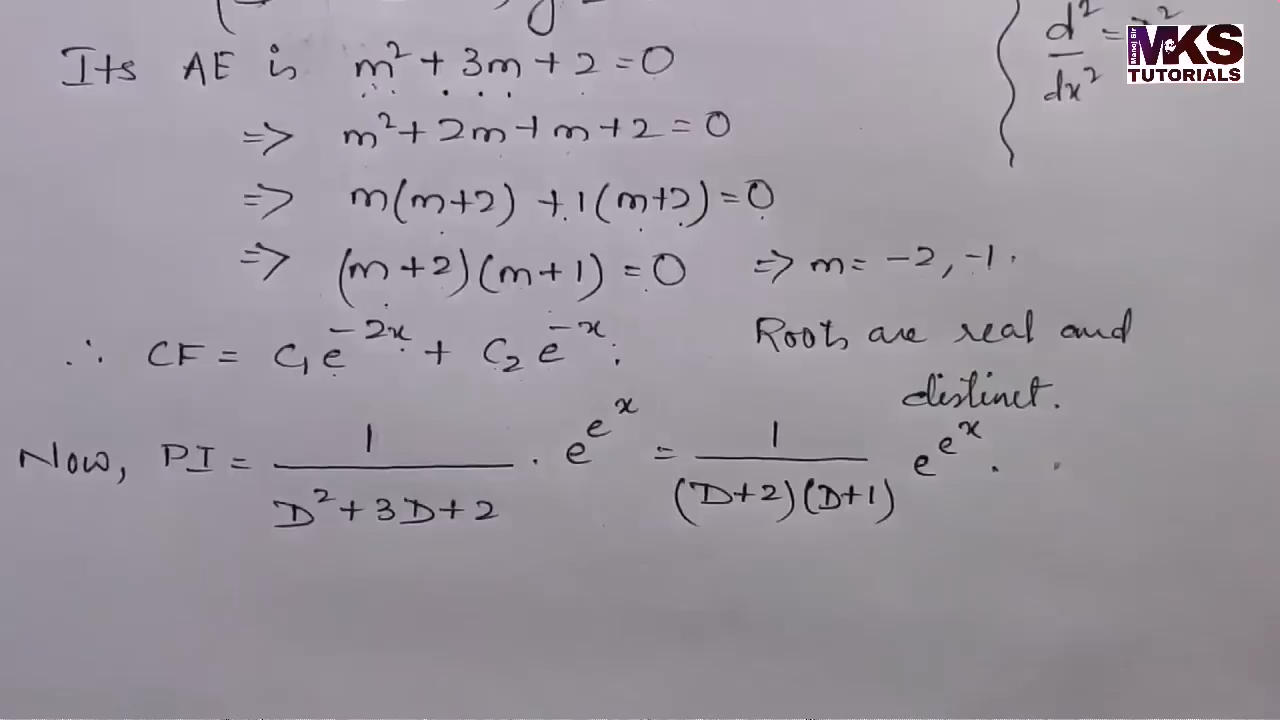 d²/dx² =
Manoj Sir MKS
TUTORIALS
Its AE is m² + 3m + 2 = 0
=> m² + 2m + m + 2 = 0
=> m(m+2) + 1(m+2) = 0
=> (m+2)(m+1) = 0 => m = -2, -1.
∴ CF = C₁e^{-2x} + C₂e^{-x}. Roots are real and
distinct.
Now, PI = 1/(D² + 3D + 2) . e^{e^x} = 1/((D+2)(D+1)) e^{e^x}.